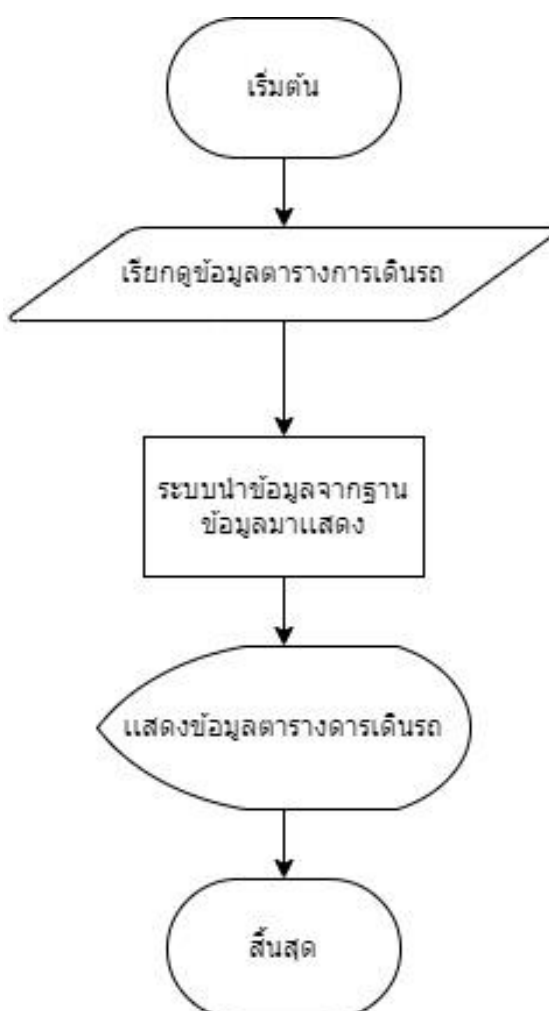 เริ่มต้น
เรียกดูข้อมูลตารางการเดินรถ
ระบบนำข้อมูลจากฐาน
ข้อมูลมาแสดง
แสดงข้อมูลตารางดารเดินรถ
สิ้นสุด